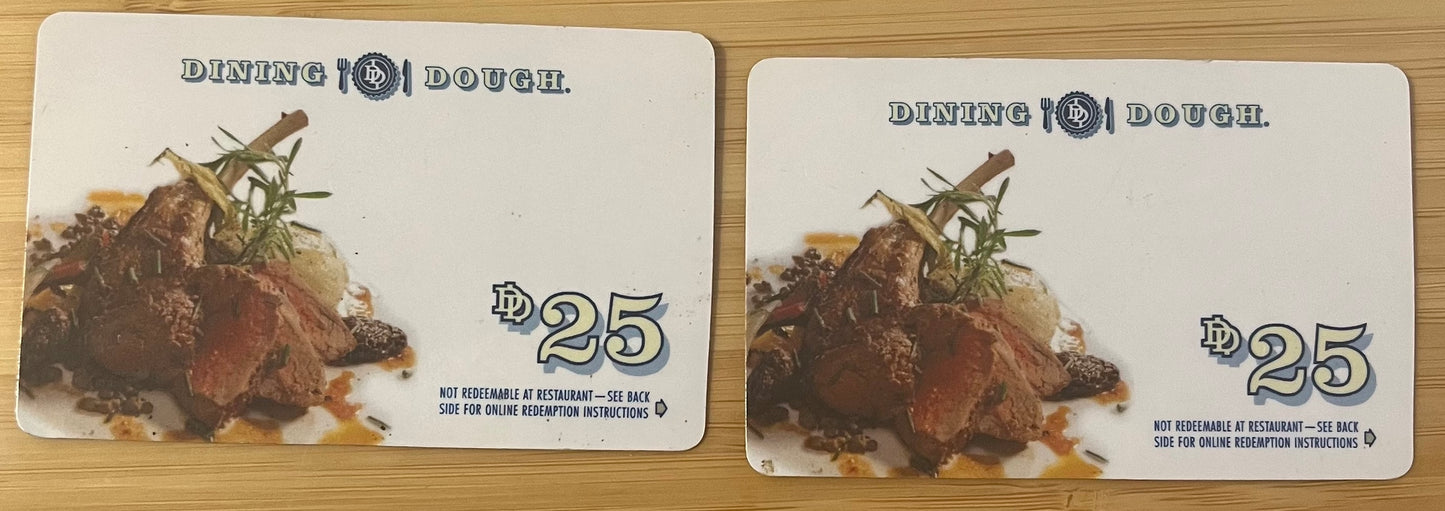 DINING DD DOUGH.
DD25
NOT REDEEMABLE AT RESTAURANT—SEE BACK
SIDE FOR ONLINE REDEMPTION INSTRUCTIONS
DINING DD DOUGH.
DD25
NOT REDEEMABLE AT RESTAURANT—SEE BACK
SIDE FOR ONLINE REDEMPTION INSTRUCTIONS